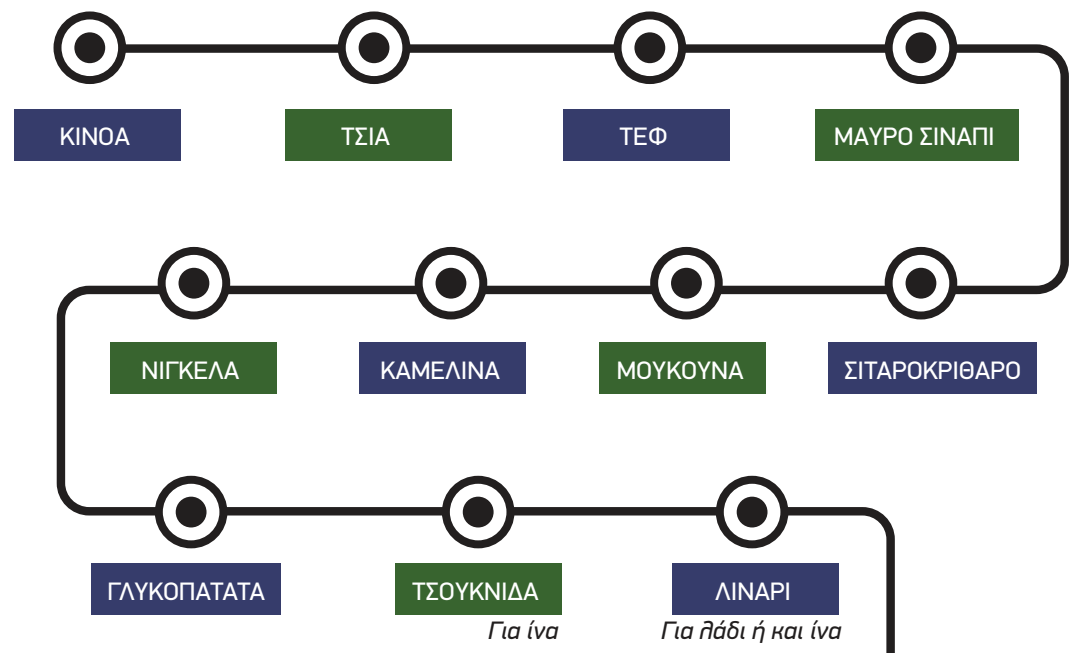 ΚΙΝΟΑ
ΤΣΙΑ
ΤΕΦ
ΜΑΥΡΟ ΣΙΝΑΠΙ
ΝΙΓΚΕΛΑ
ΚΑΜΕΛΙΝΑ
ΜΟΥΚΟΥΝΑ
ΣΙΤΑΡΟΚΡΙΘΑΡΟ
ΓΛΥΚΟΠΑΤΑΤΑ
ΤΣΟΥΚΝΙΔΑ
Για ίνα
ΛΙΝΑΡΙ
Για λάδι ή και ίνα